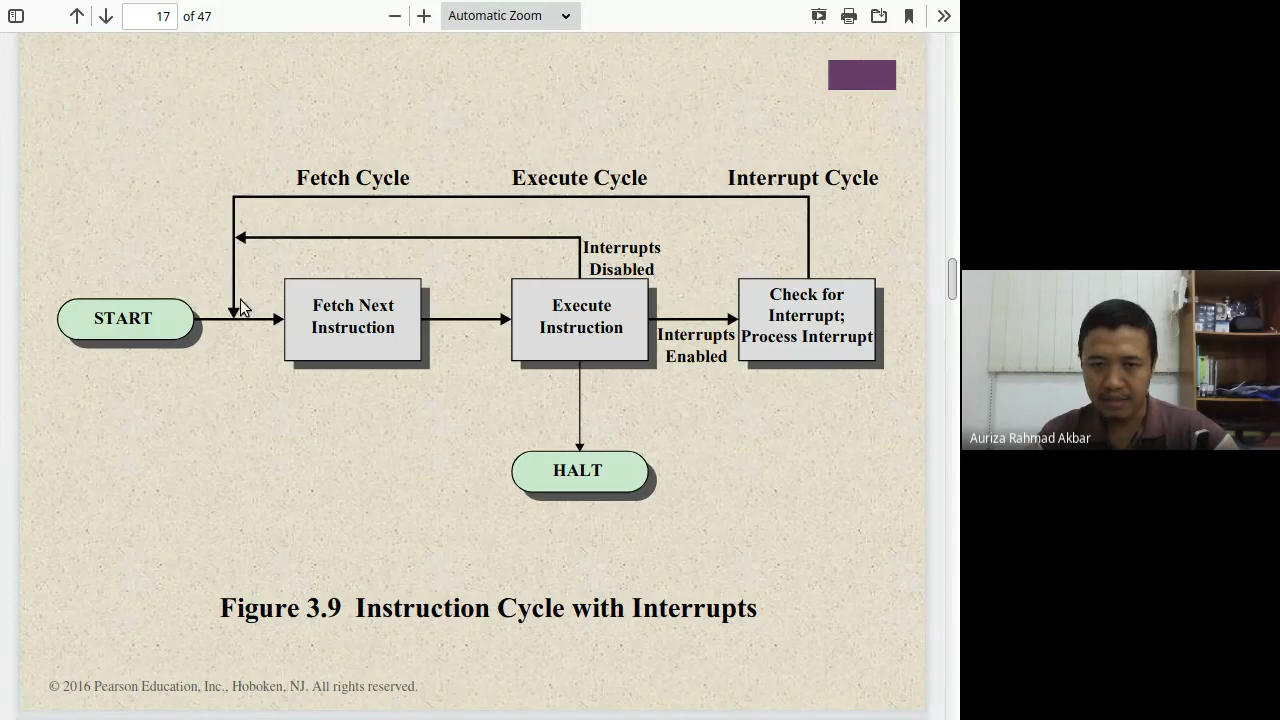 17 of 47
Automatic Zoom
Fetch Cycle Execute Cycle Interrupt Cycle
Interrupts
Disabled
START
Fetch Next
Instruction
Execute
Instruction
Interrupts
Enabled
Check for
Interrupt;
Process Interrupt
HALT
Figure 3.9 Instruction Cycle with Interrupts
© 2016 Pearson Education, Inc., Hoboken, NJ. All rights reserved.
Auriza Rahmad Akbar